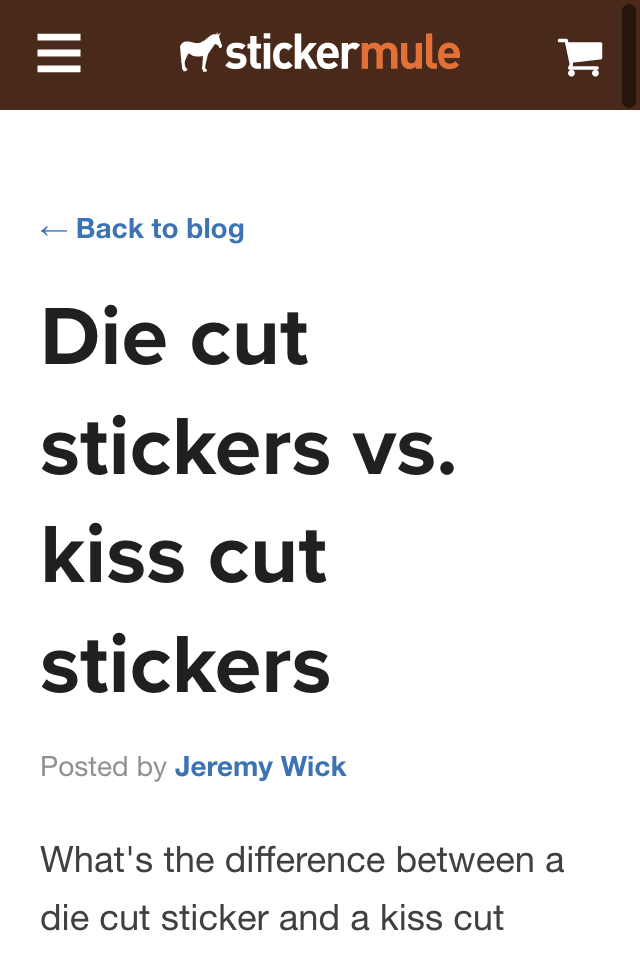 stickermule
← Back to blog
Die cut
stickers vs.
kiss cut
stickers
Posted by Jeremy Wick
What's the difference between a
die cut sticker and a kiss cut